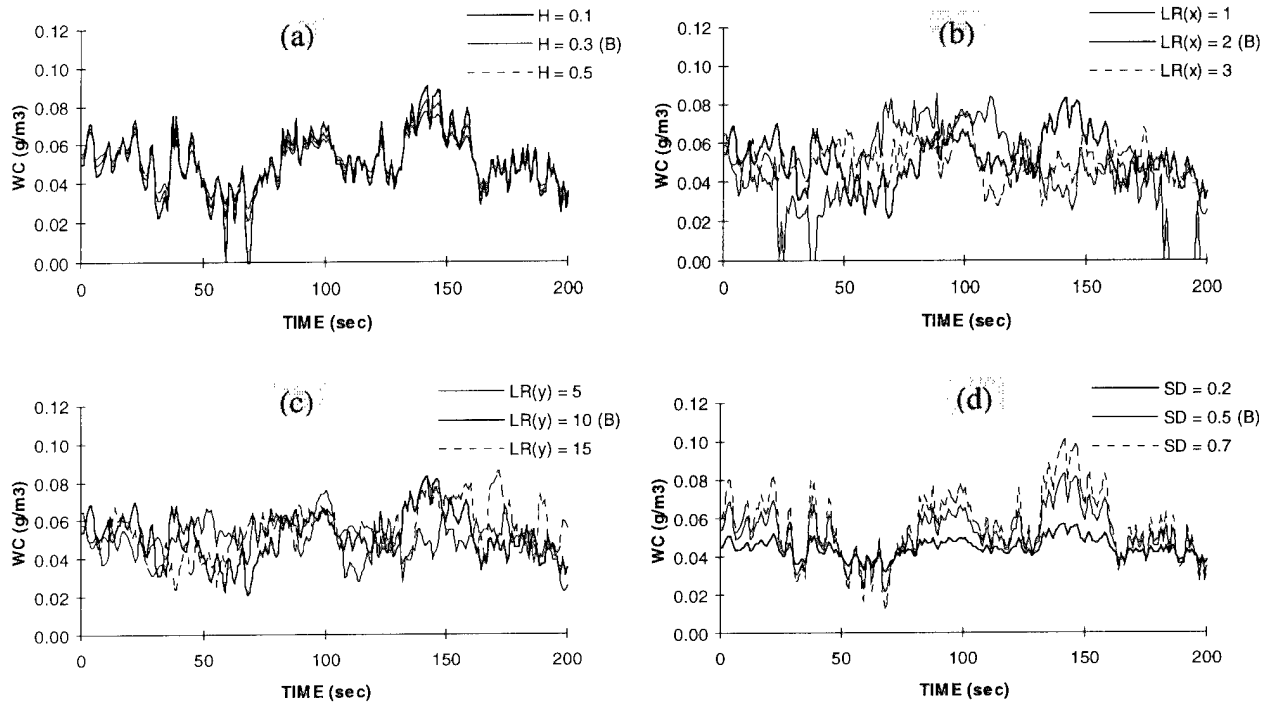 (a)
H = 0.1
H = 0.3 (B)
H = 0.5
WC (g/m3)
0.12
0.10
0.08
0.06
0.04
0.02
0.00
0 50 100 150 200
TIME (sec)
(b)
LR(x) = 1
LR(x) = 2 (B)
LR(x) = 3
WC (g/m3)
0.12
0.10
0.08
0.06
0.04
0.02
0.00
0 50 100 150 200
TIME (sec)
(c)
LR(y) = 5
LR(y) = 10 (B)
LR(y) = 15
WC (g/m3)
0.12
0.10
0.08
0.06
0.04
0.02
0.00
0 50 100 150 200
TIME (sec)
(d)
SD = 0.2
SD = 0.5 (B)
SD = 0.7
WC (g/m3)
0.12
0.10
0.08
0.06
0.04
0.02
0.00
0 50 100 150 200
TIME (sec)